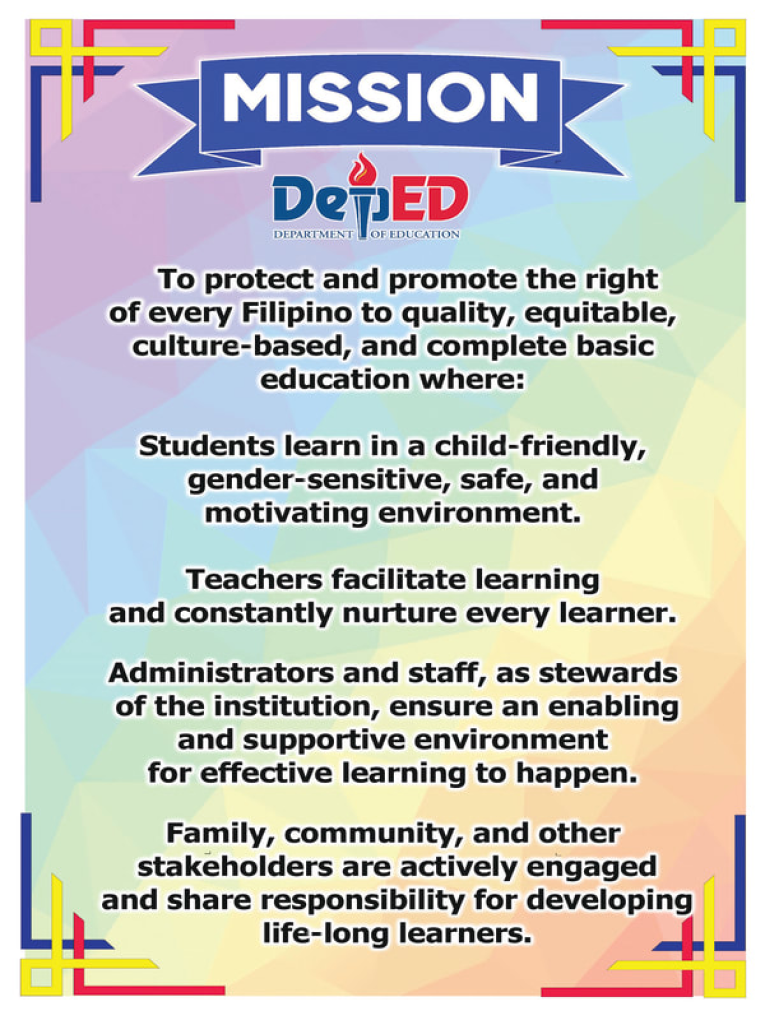 MISSION
DepED
DEPARTMENT OF EDUCATION
To protect and promote the right
of every Filipino to quality, equitable,
culture-based, and complete basic
education where:
Students learn in a child-friendly,
gender-sensitive, safe, and
motivating environment.
Teachers facilitate learning
and constantly nurture every learner.
Administrators and staff, as stewards
of the institution, ensure an enabling
and supportive environment
for effective learning to happen.
Family, community, and other
stakeholders are actively engaged
and share responsibility for developing
life-long learners.